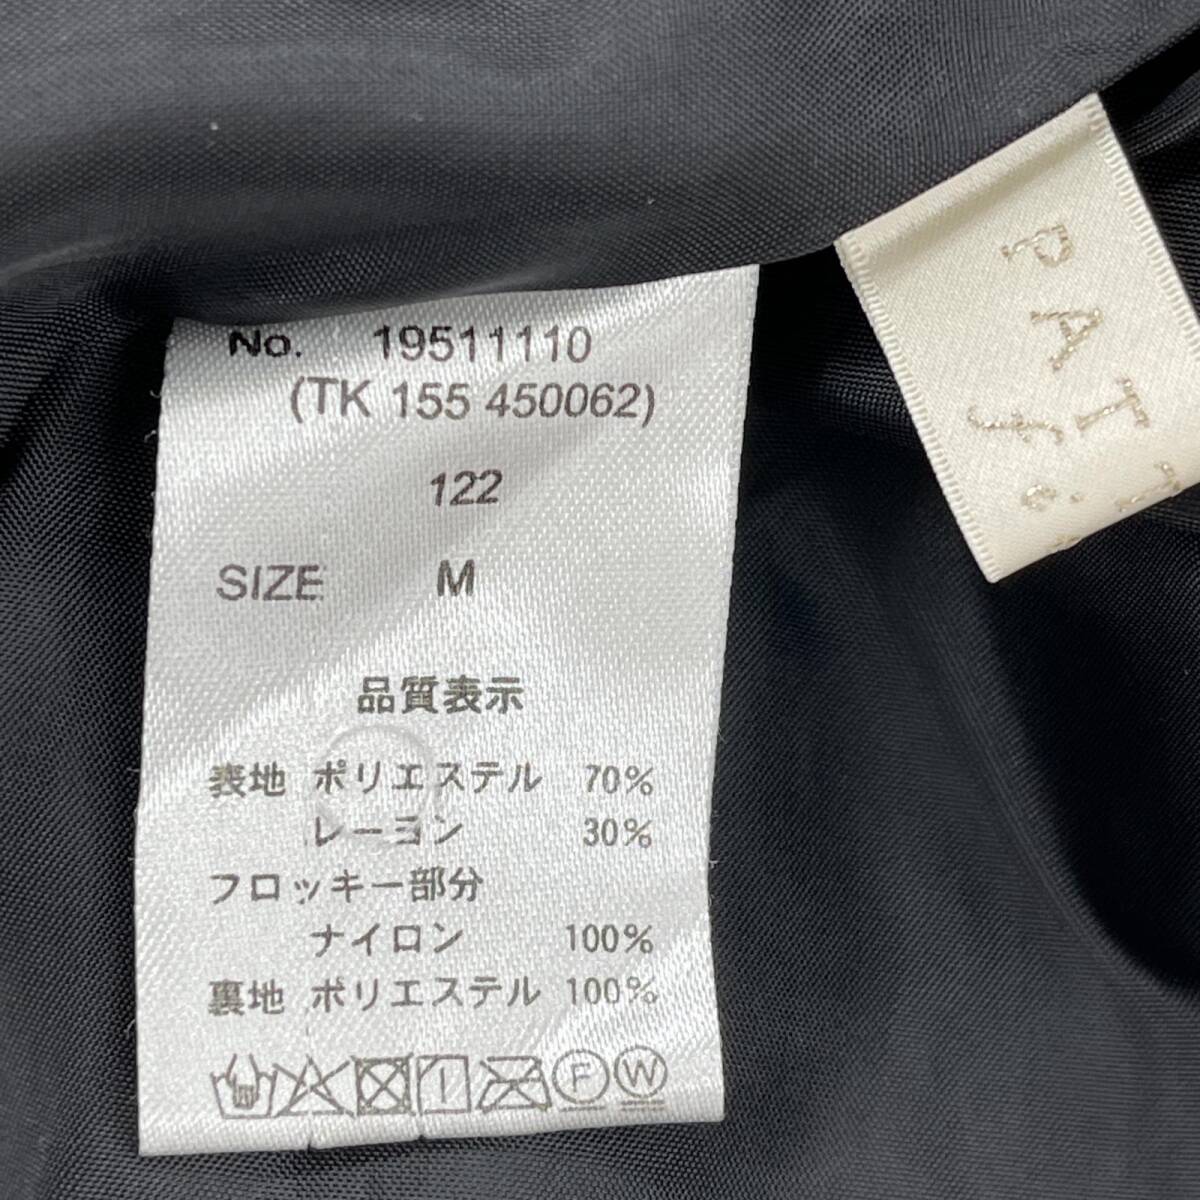 No. 19511110
(TK 155 450062)
122
SIZE M
品質表示
表地 ポリエステル 70%
レーヨン 30%
フロッキー部分
ナイロン 100%
裏地 ポリエステル 100%
F W
PAT
f